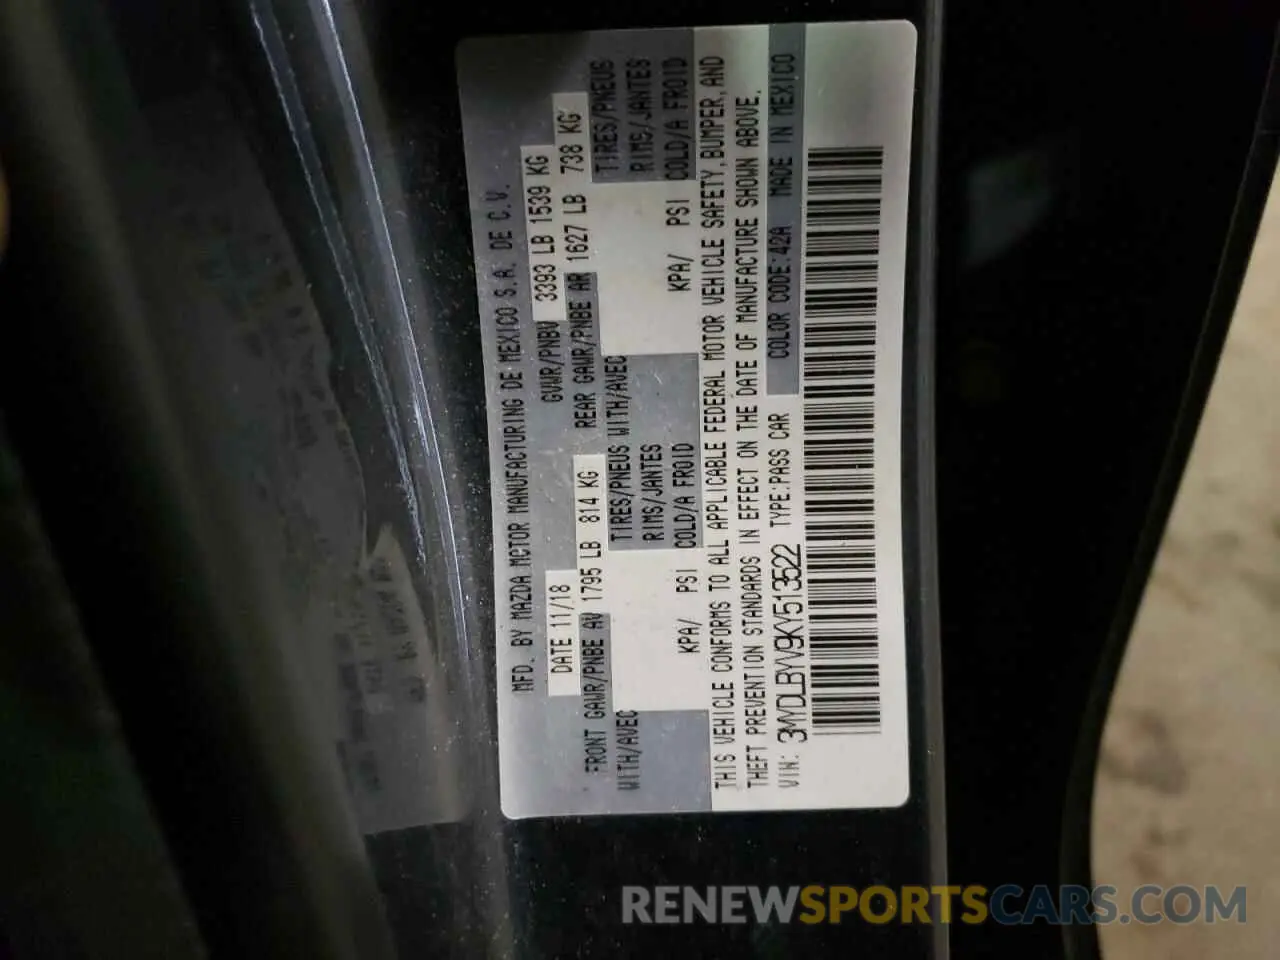 MFD. BY MAZDA MOTOR MANUFACTURING DE MEXICO S.A. DE C.V.
DATE 11/18 GVWR/PNBV 3393 LB 1539 KG
FRONT GAWR/PNBE AV 1795 LB 814 KG REAR GAWR/PNBE AR 1627 LB 738 KG
WITH/AVEC TIRES/PNEUS WITH/AVEC TIRES/PNEUS
RIMS/JANTES RIMS/JANTES
KPA/ PSI COLD/A FROID KPA/ PSI COLD/A FROID
THIS VEHICLE CONFORMS TO ALL APPLICABLE FEDERAL MOTOR VEHICLE SAFETY, BUMPER, AND
THEFT PREVENTION STANDARDS IN EFFECT ON THE DATE OF MANUFACTURE SHOWN ABOVE.
VIN: 3MYDLBYV9KY513522 TYPE:PASS CAR COLOR CODE:42A MADE IN MEXICO
RENEWSPORTSCARS.COM